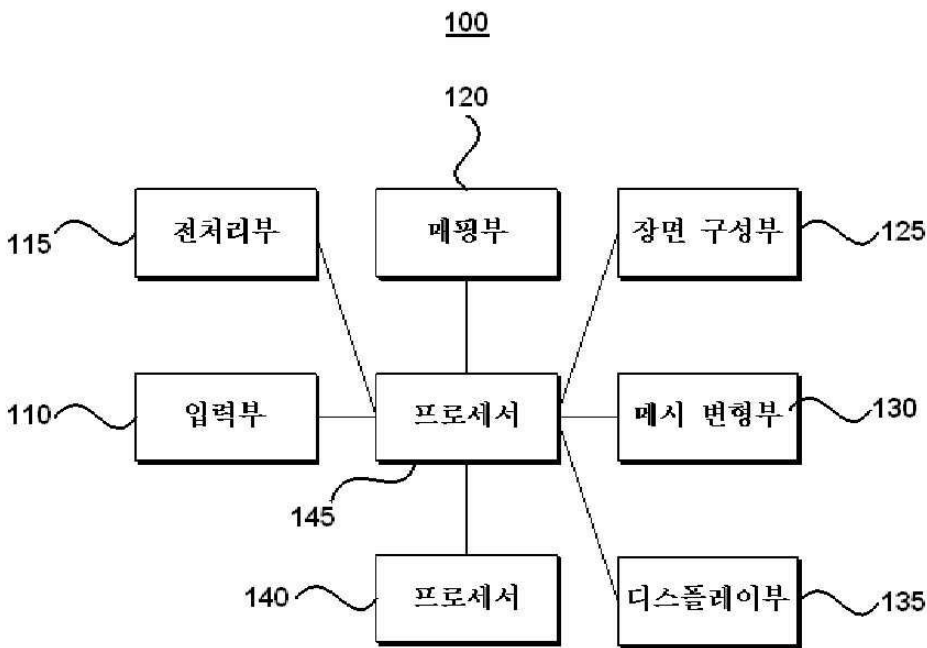 100
120
전처리부
매핑부
장면 구성부
115
125
입력부
프로세서
메시 변형부
110
130
145
프로세서
디스플레이부
140
135